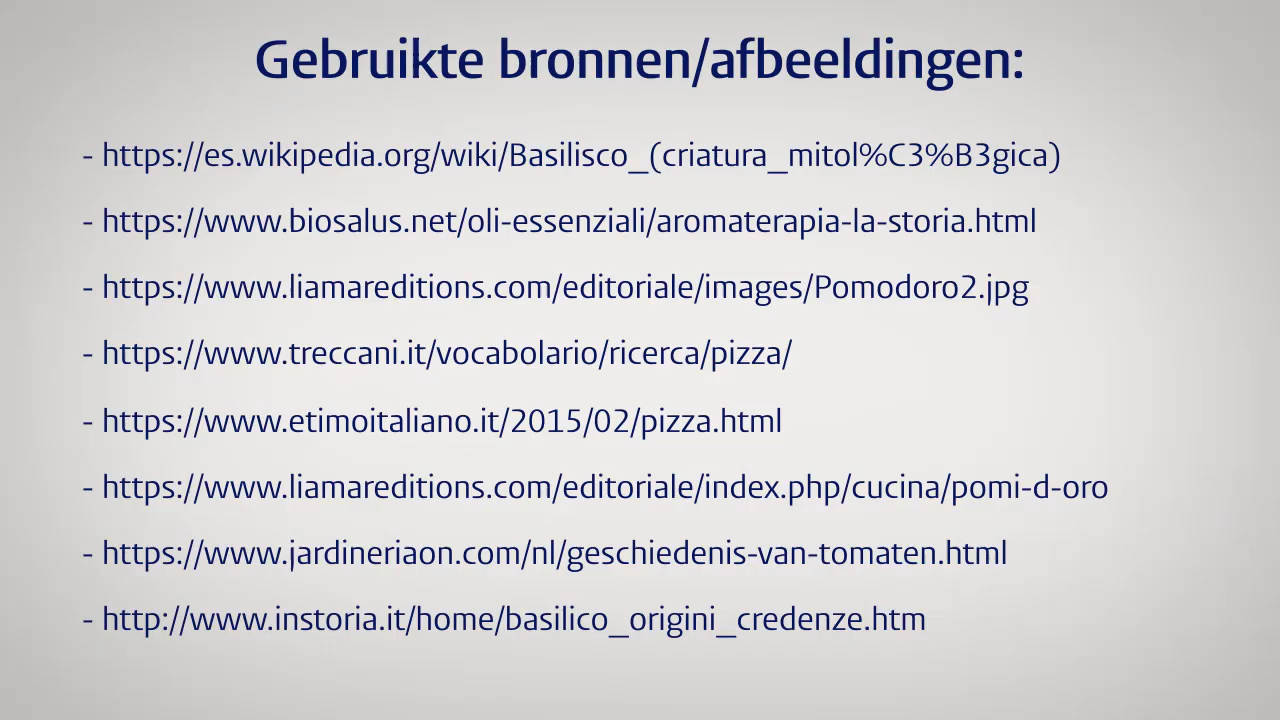 Gebruikte bronnen/afbeeldingen:
- https://es.wikipedia.org/wiki/Basilisco_(criatura_mitol%C3%B3gica)
- https://www.biosalus.net/oli-essenziali/aromaterapia-la-storia.html
- https://www.liamareditions.com/editoriale/images/Pomodoro2.jpg
- https://www.treccani.it/vocabolario/ricerca/pizza/
- https://www.etimoitaliano.it/2015/02/pizza.html
- https://www.liamareditions.com/editoriale/index.php/cucina/pomi-d-oro
- https://www.jardineriaon.com/nl/geschiedenis-van-tomaten.html
- http://www.instoria.it/home/basilico_origini_credenze.htm